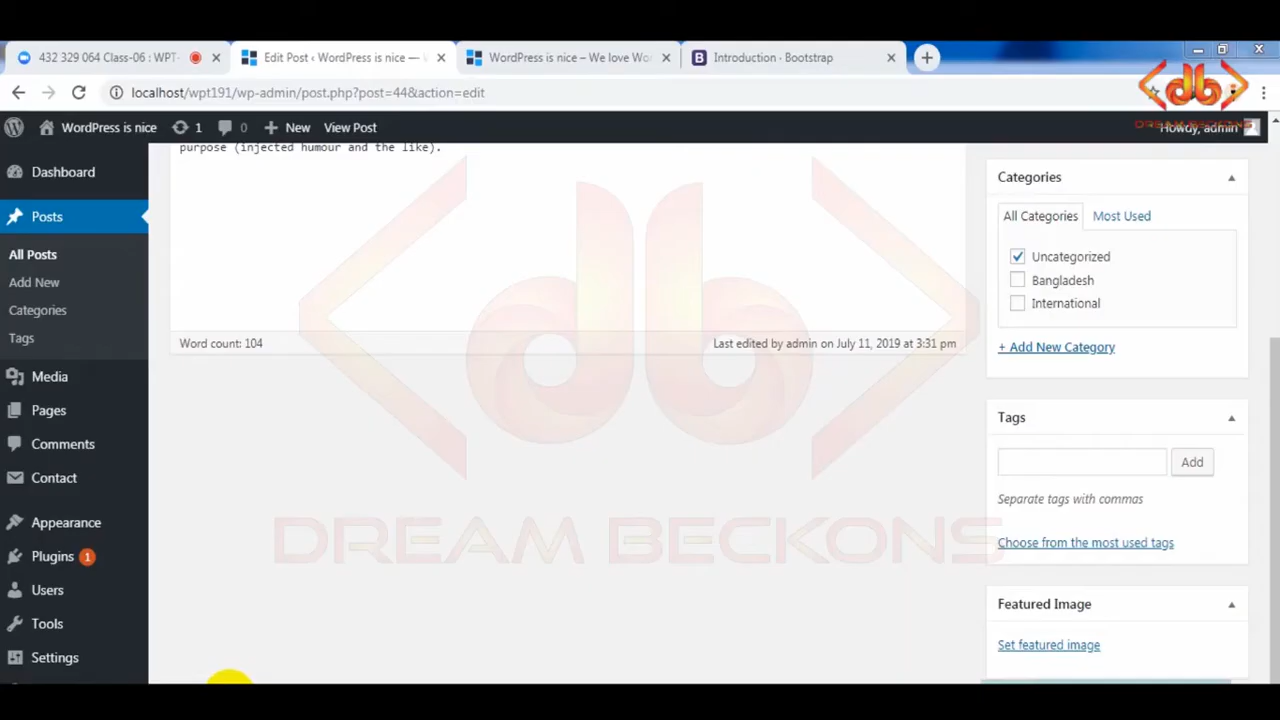 432 329 064 Class-06 : WPT-
Edit Post ‹ WordPress is nice —
WordPress is nice – We love Wo
Introduction · Bootstrap
localhost/wpt191/wp-admin/post.php?post=44&action=edit
WordPress is nice
1
0
New
View Post
Howdy, admin
DREAM BECKONS
Dashboard
Posts
All Posts
Add New
Categories
Tags
Media
Pages
Comments
Contact
Appearance
Plugins 1
Users
Tools
Settings
purpose (injected humour and the like).
Word count: 104
Last edited by admin on July 11, 2019 at 3:31 pm
db
DREAM BECKONS
Categories
All Categories
Most Used
Uncategorized
Bangladesh
International
+ Add New Category
Tags
Add
Separate tags with commas
Choose from the most used tags
Featured Image
Set featured image